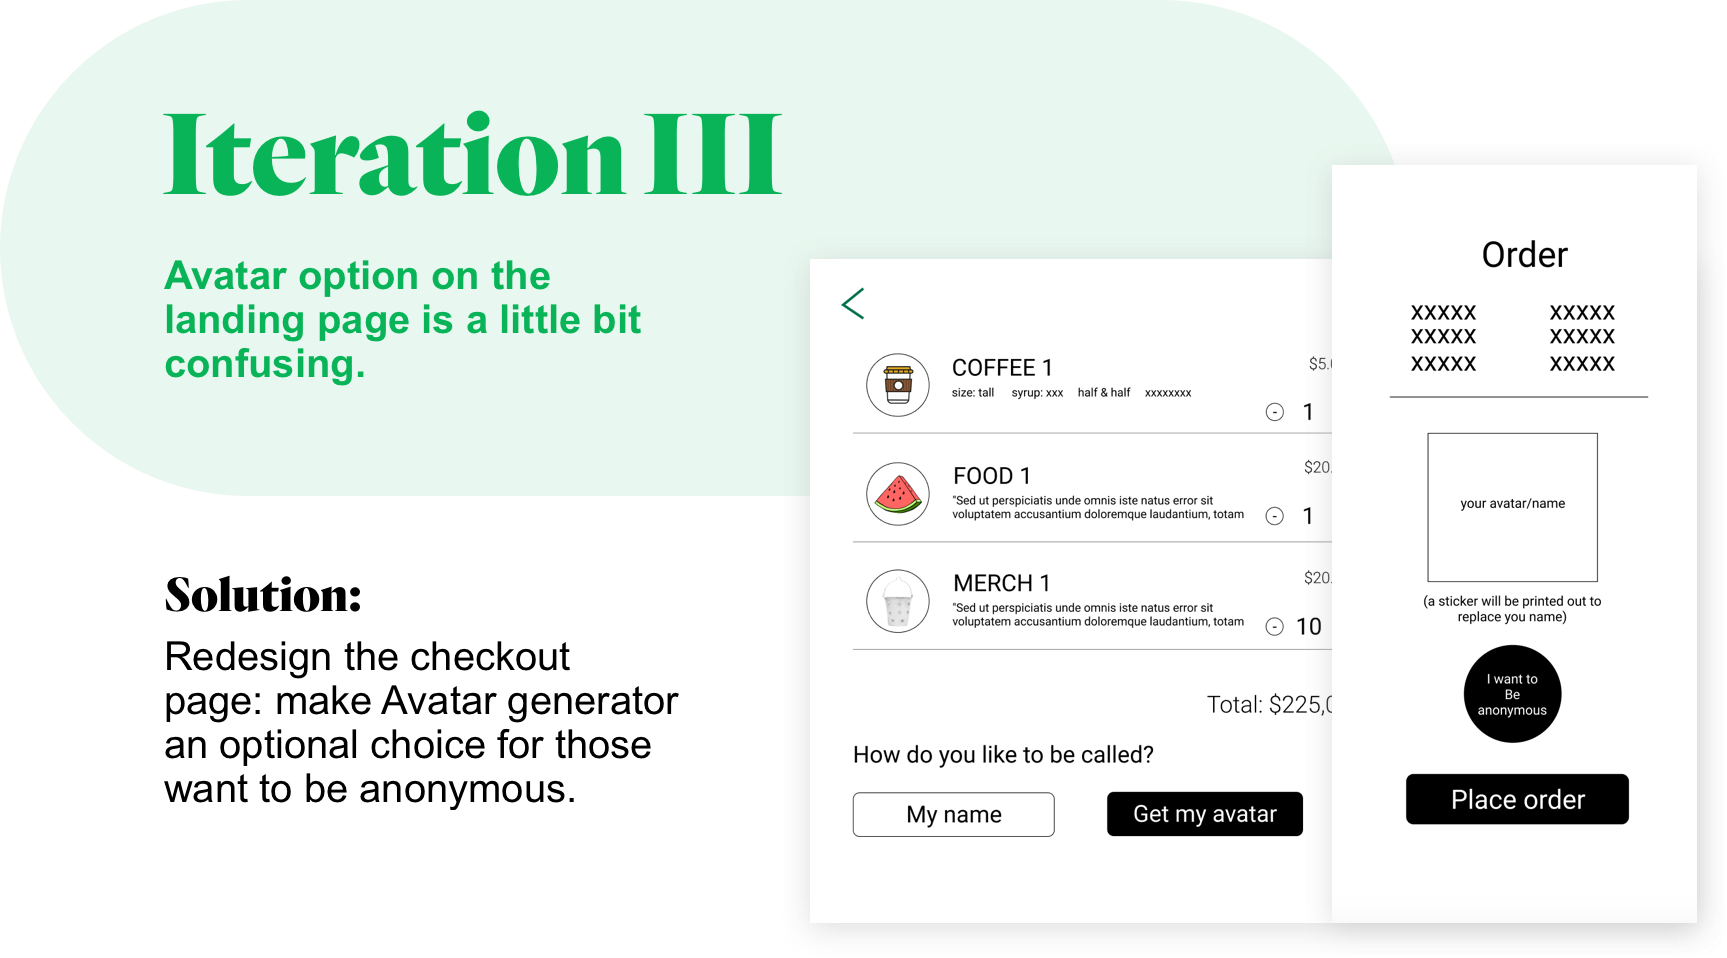 Iteration III
Avatar option on the
landing page is a little bit
confusing.
Solution:
Redesign the checkout
page: make Avatar generator
an optional choice for those
want to be anonymous.
COFFEE 1
$5.0
size: tall syrup: xxx half & half xxxxxxxx
- 1
FOOD 1
$20.
"Sed ut perspiciatis unde omnis iste natus error sit
voluptatem accusantium doloremque laudantium, totam
- 1
MERCH 1
$20.
"Sed ut perspiciatis unde omnis iste natus error sit
voluptatem accusantium doloremque laudantium, totam
- 10
Total: $225,0
How do you like to be called?
My name
Get my avatar
Order
XXXXX XXXXX
XXXXX XXXXX
XXXXX XXXXX
your avatar/name
(a sticker will be printed out to
replace you name)
I want to
Be
anonymous
Place order